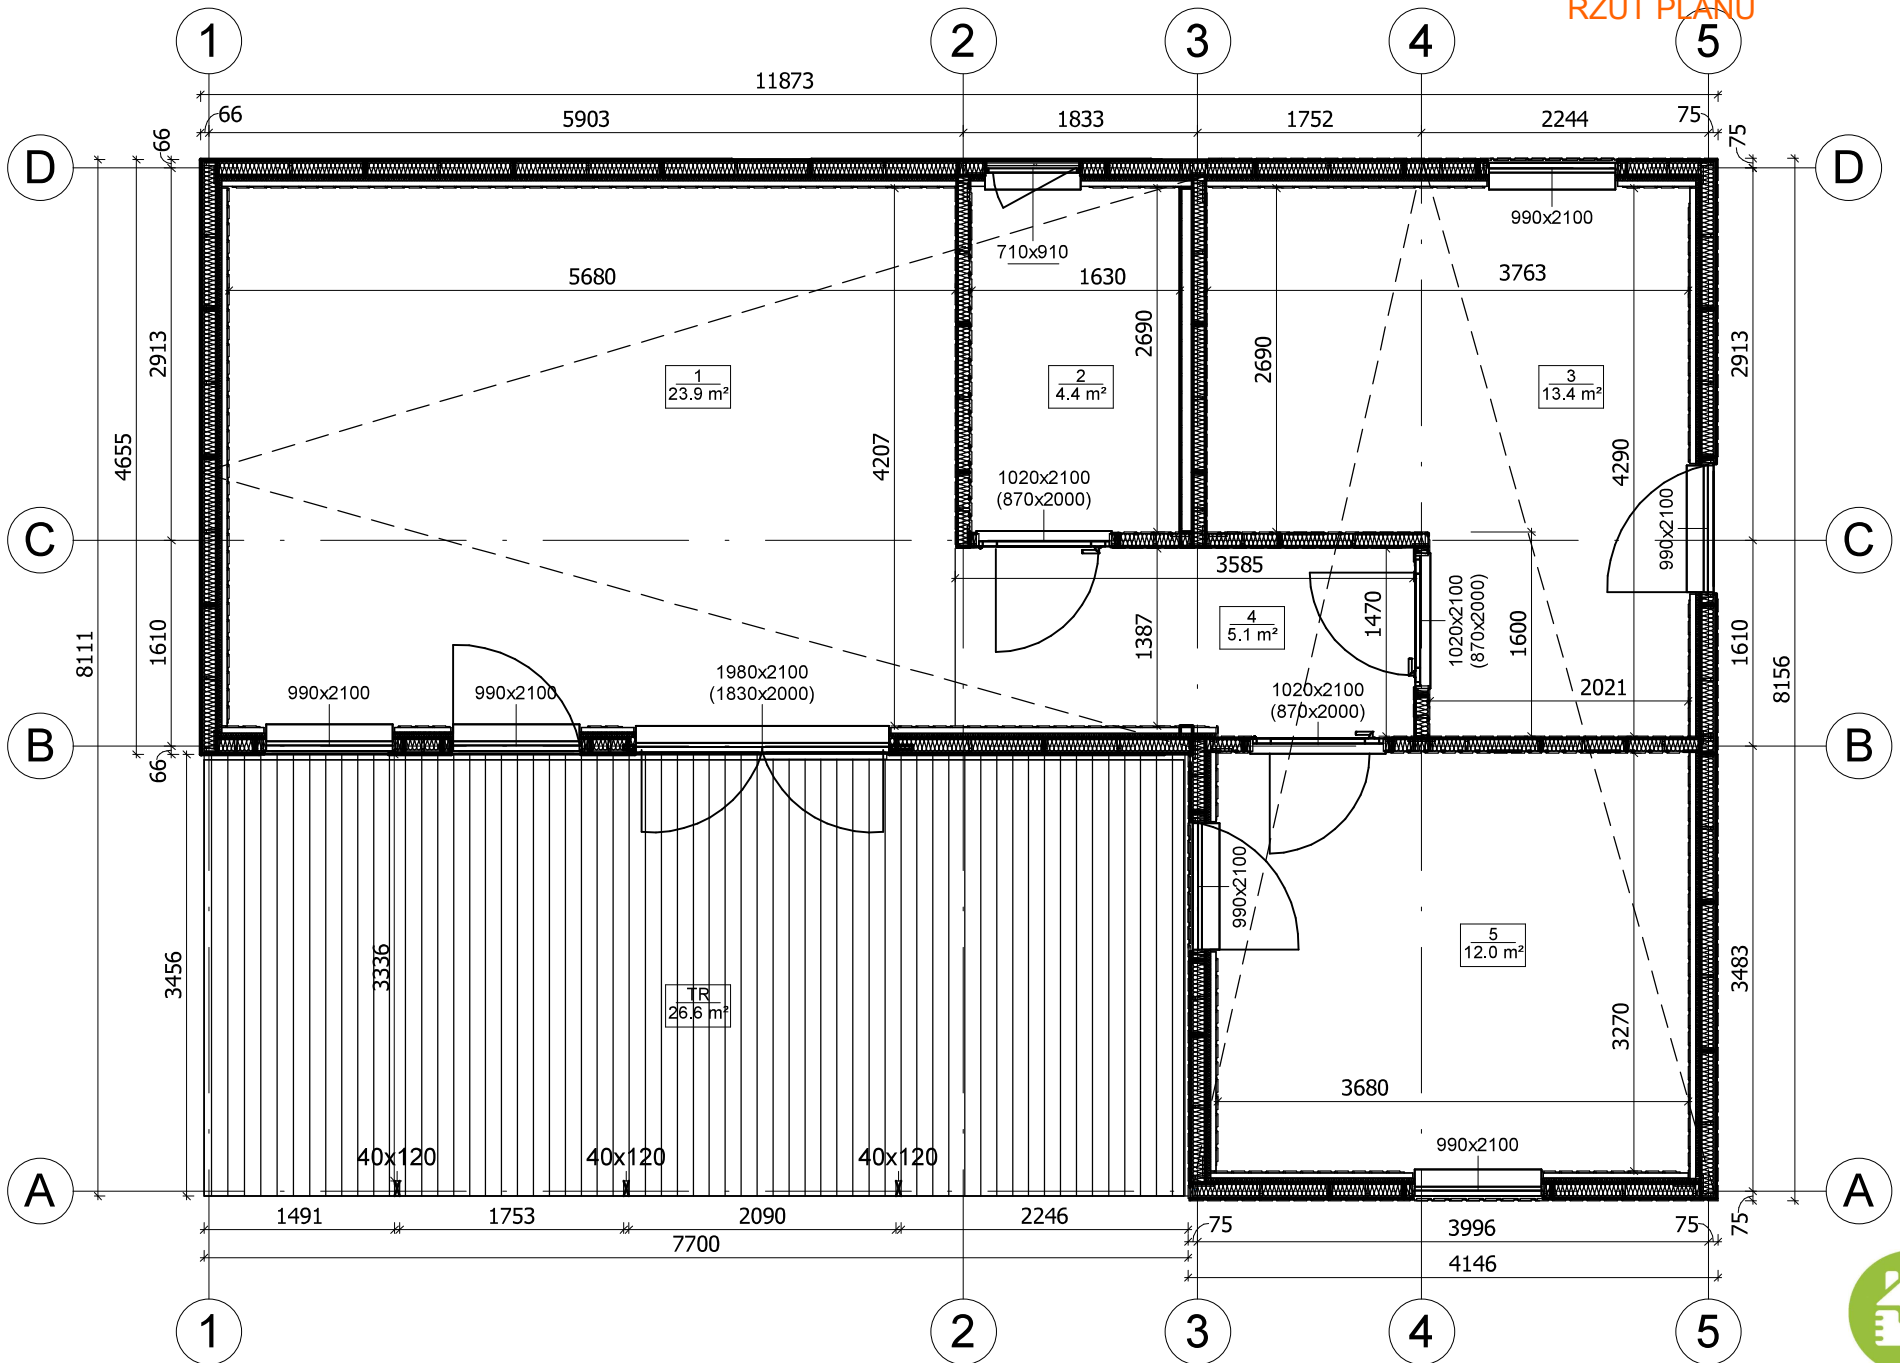 RZUT PLANU
1
2
3
4
5
11873
66
5903
1833
1752
2244
75
66
75
D
D
990x2100
710x910
5680
1630
3763
2913
2690
2690
2913
1
23.9 m²
2
4.4 m²
3
13.4 m²
4655
4207
4290
1020x2100
(870x2000)
990x2100
C
C
3585
8111
1610
1387
4
5.1 m²
1470
1020x2100
(870x2000)
1600
1610
8156
990x2100
990x2100
1980x2100
(1830x2000)
1020x2100
(870x2000)
2021
B
B
66
990x2100
3456
3336
TR
26.6 m²
5
12.0 m²
3270
3483
3680
990x2100
40x120
40x120
40x120
A
A
1491
1753
2090
2246
75
3996
75
75
7700
4146
1
2
3
4
5